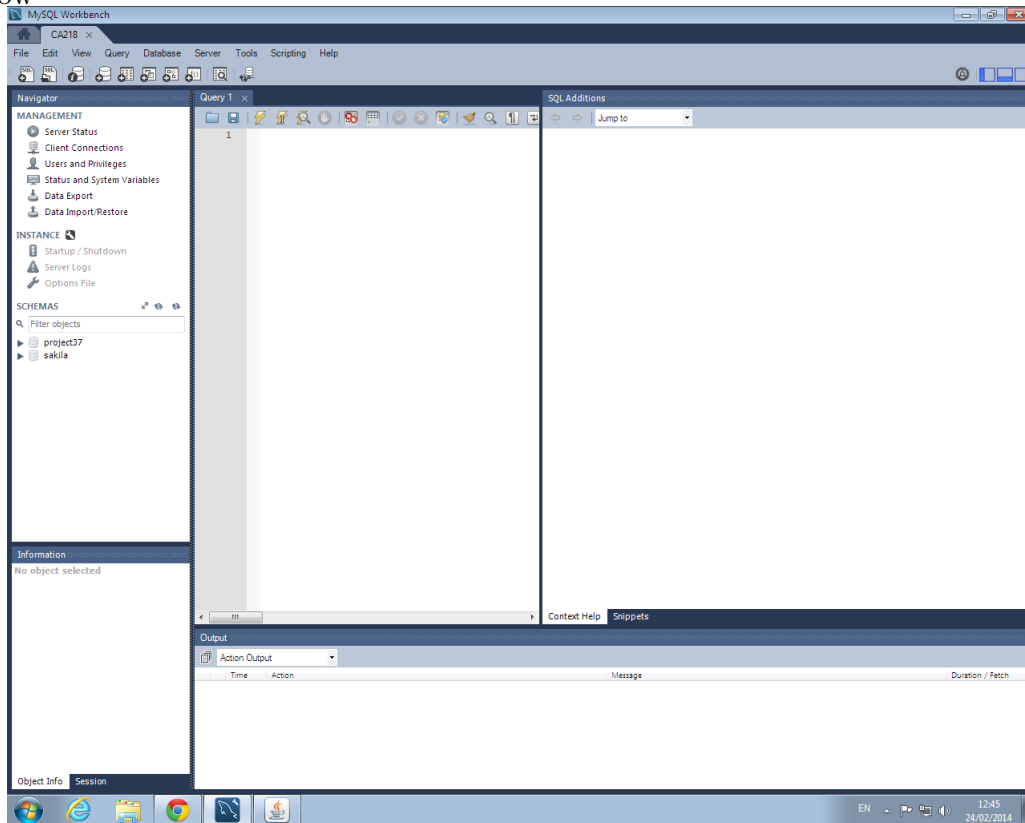 ow
MySQL Workbench
CA218
File Edit View Query Database Server Tools Scripting Help
Navigator
MANAGEMENT
Server Status
Client Connections
Users and Privileges
Status and System Variables
Data Export
Data Import/Restore
INSTANCE
Startup / Shutdown
Server Logs
Options File
SCHEMAS
Filter objects
project37
sakila
Information
No object selected
Object Info Session
Query 1
1
SQL Additions
Jump to
Context Help Snippets
Output
Action Output
Time Action Message Duration / Fetch
EN
12:45
24/02/2014